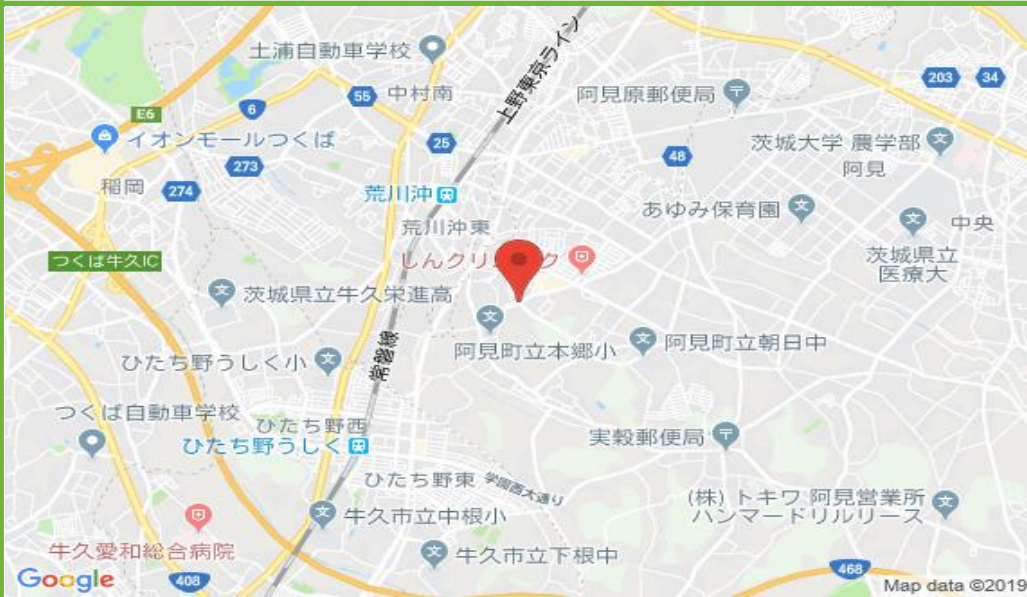 土浦自動車学校
上野東京ライン
203
34
E6
6
55
中村南
阿見原郵便局
イオンモールつくば
25
48
茨城大学 農学部
273
阿見
稲岡
274
荒川沖
あゆみ保育園
荒川沖東
中央
しんクリ
ク
茨城県立
医療大
つくば牛久IC
茨城県立牛久栄進高
常磐線
阿見町立本郷小
阿見町立朝日中
ひたち野うしく小
つくば自動車学校
ひたち野西
ひたち野うしく
実穀郵便局
ひたち野東
学園西大通り
(株)トキワ 阿見営業所
ハンマードリルリース
牛久市立中根小
牛久愛和総合病院
牛久市立下根中
Google
408
468
Map data ©2019